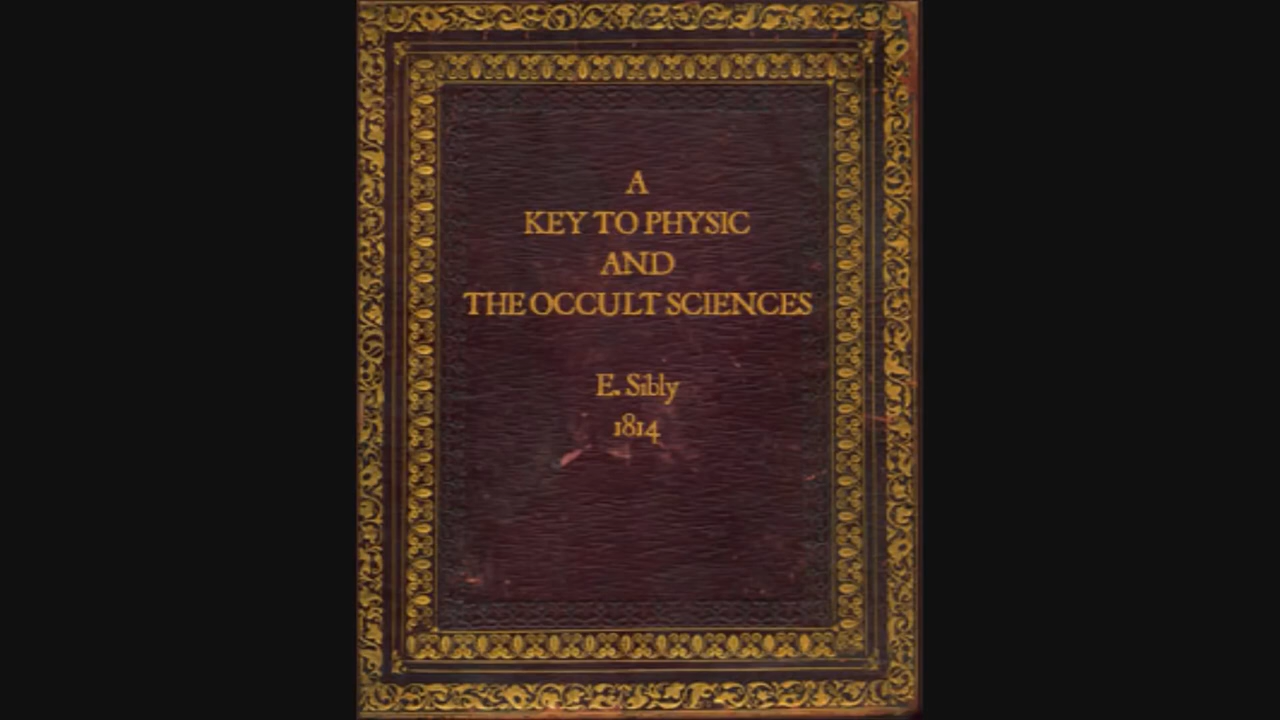 A
KEY TO PHYSIC
AND
THE OCCULT SCIENCES
E. Sibly
1814